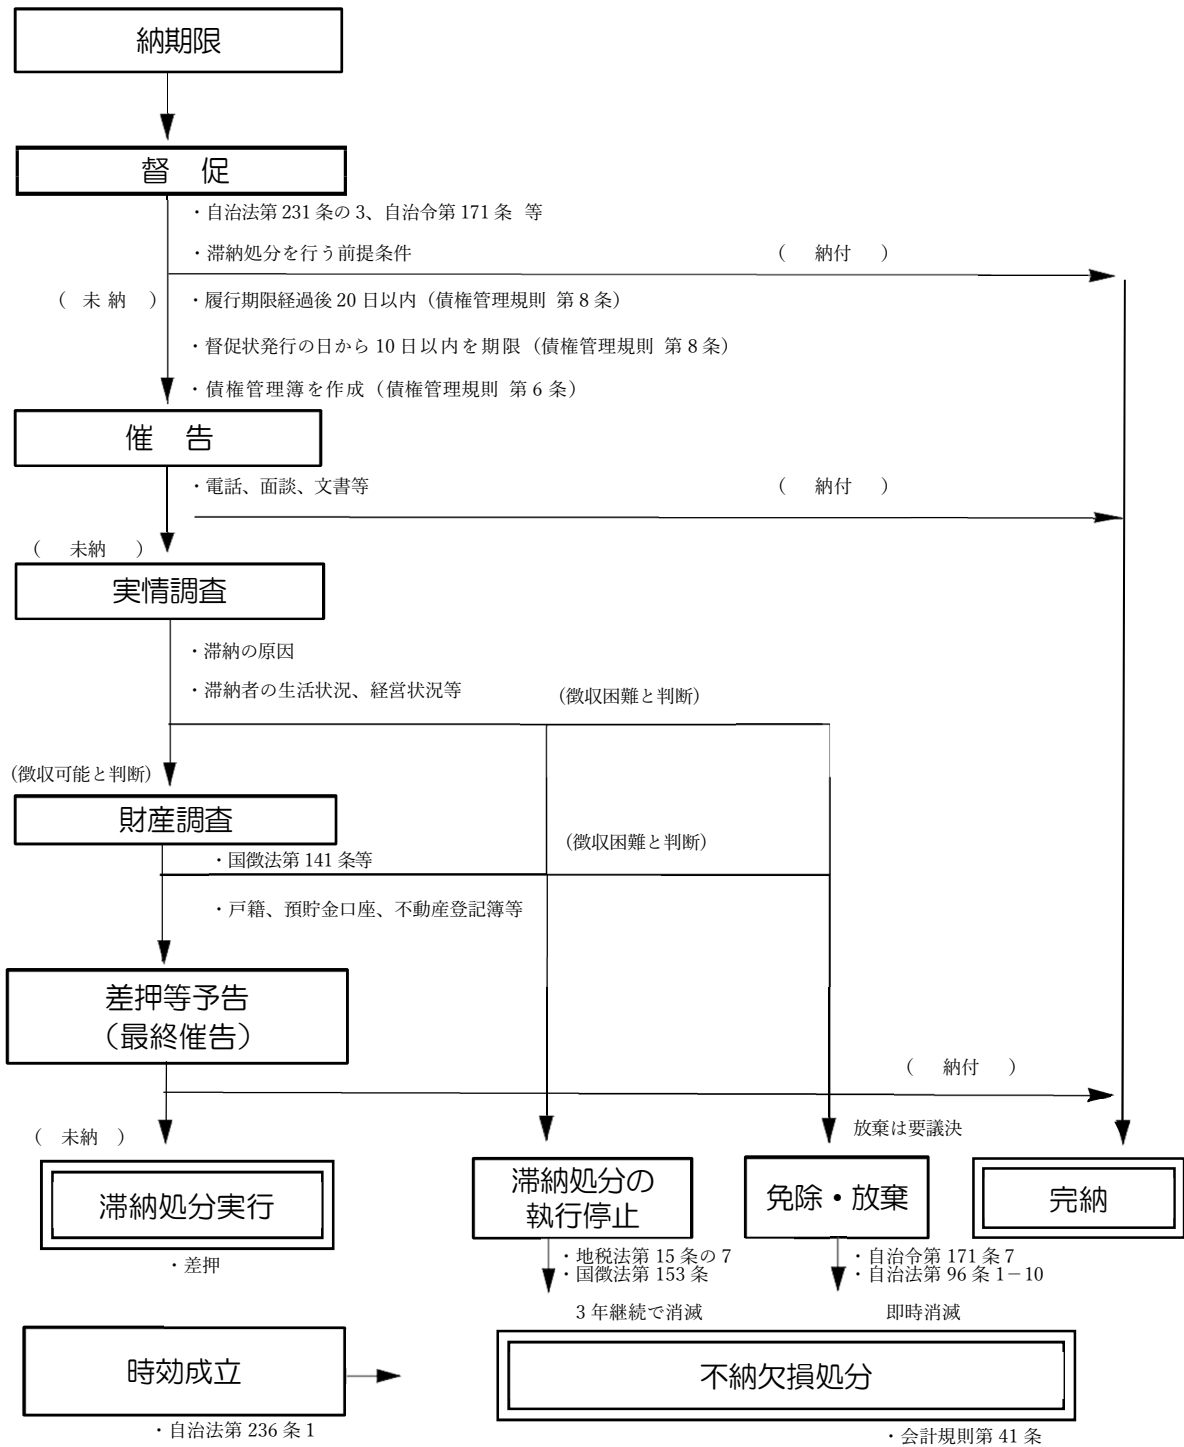 納期限
督 促
・自治法第 231 条の 3、自治令第 171 条 等
・滞納処分を行う前提条件
( 納付 )
( 未納 )
・履行期限経過後 20 日以内（債権管理規則 第 8 条）
・督促状発行の日から 10 日以内を期限（債権管理規則 第 8 条）
・債権管理簿を作成（債権管理規則 第 6 条）
催 告
・電話、面談、文書等
( 納付 )
( 未納 )
実情調査
・滞納の原因
・滞納者の生活状況、経営状況等
(徴収困難と判断)
(徴収可能と判断)
財産調査
(徴収困難と判断)
・国徴法第 141 条等
・戸籍、預貯金口座、不動産登記簿等
差押等予告
（最終催告）
( 納付 )
( 未納 )
放棄は要議決
滞納処分実行
滞納処分の
執行停止
免除・放棄
完納
・差押
・地税法第 15 条の 7
・国徴法第 153 条
・自治令第 171 条 7
・自治法第 96 条 1－10
3 年継続で消滅
即時消滅
時効成立
不納欠損処分
・自治法第 236 条 1
・会計規則第 41 条